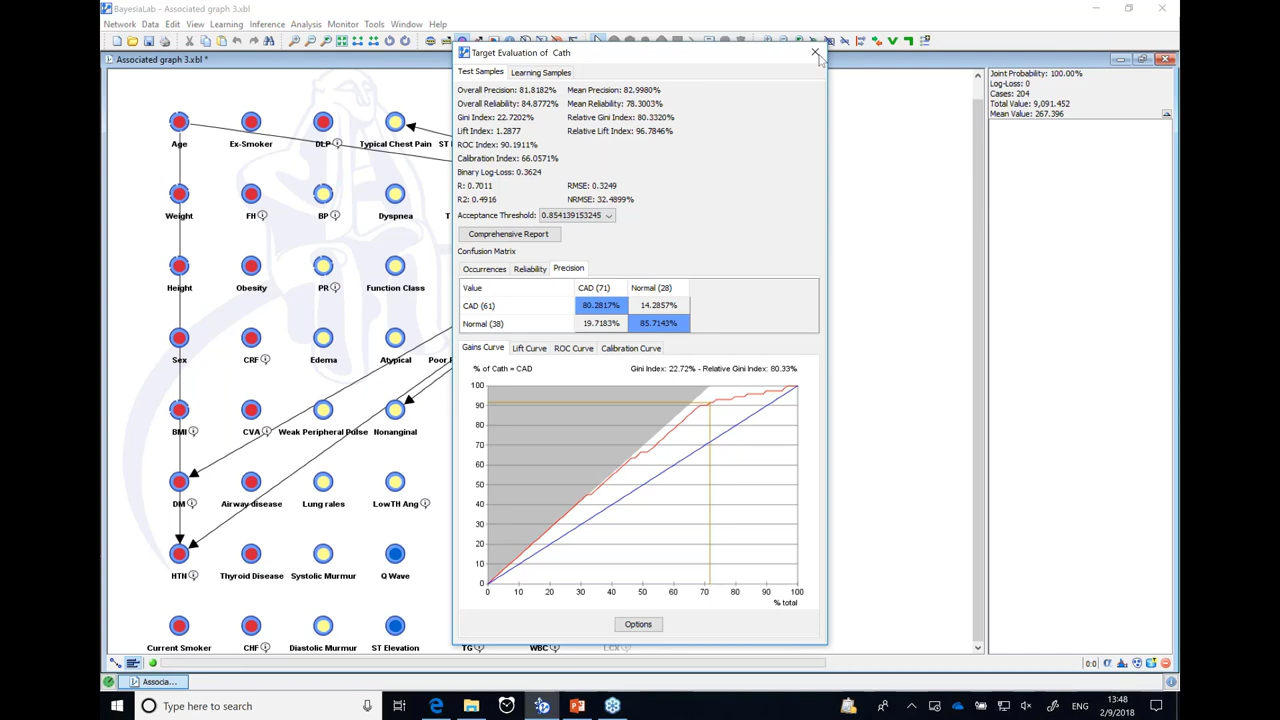 BayesiaLab - Associated graph 3.xbl
Network Data Edit View Learning Inference Analysis Monitor Tools Window Help
Associated graph 3.xbl *
Age Ex-Smoker DLP Typical Chest Pain
Weight FH BP Dyspnea
Height Obesity PR Function Class
Sex CRF Edema Atypical
BMI CVA Weak Peripheral Pulse Nonanginal
DM Airway disease Lung rales LowTH Ang
HTN Thyroid Disease Systolic Murmur Q Wave
Current Smoker CHF Diastolic Murmur ST Elevation TG WBC LCX
Target Evaluation of Cath
Test Samples Learning Samples
Overall Precision: 81.8182% Mean Precision: 82.9980%
Overall Reliability: 84.8772% Mean Reliability: 78.3003%
Gini Index: 22.7202% Relative Gini Index: 80.3320%
Lift Index: 1.2877 Relative Lift Index: 96.7846%
ROC Index: 90.1911%
Calibration Index: 66.0571%
Binary Log-Loss: 0.3624
R: 0.7011 RMSE: 0.3249
R2: 0.4916 NRMSE: 32.4899%
Acceptance Threshold: 0.854139153245
Comprehensive Report
Confusion Matrix
Occurrences Reliability Precision
Value CAD (71) Normal (28)
CAD (61) 80.2817% 14.2857%
Normal (38) 19.7183% 85.7143%
Gains Curve Lift Curve ROC Curve Calibration Curve
% of Cath = CAD Gini Index: 22.72% - Relative Gini Index: 80.33%
100
90
80
70
60
50
40
30
20
10
0
0 10 20 30 40 50 60 70 80 90 100
% total
Options
Joint Probability: 100.00%
Log-Loss: 0
Cases: 204
Total Value: 9,091.452
Mean Value: 267.396
0:0
Associa...
Type here to search
ENG
13:48
2/9/2018